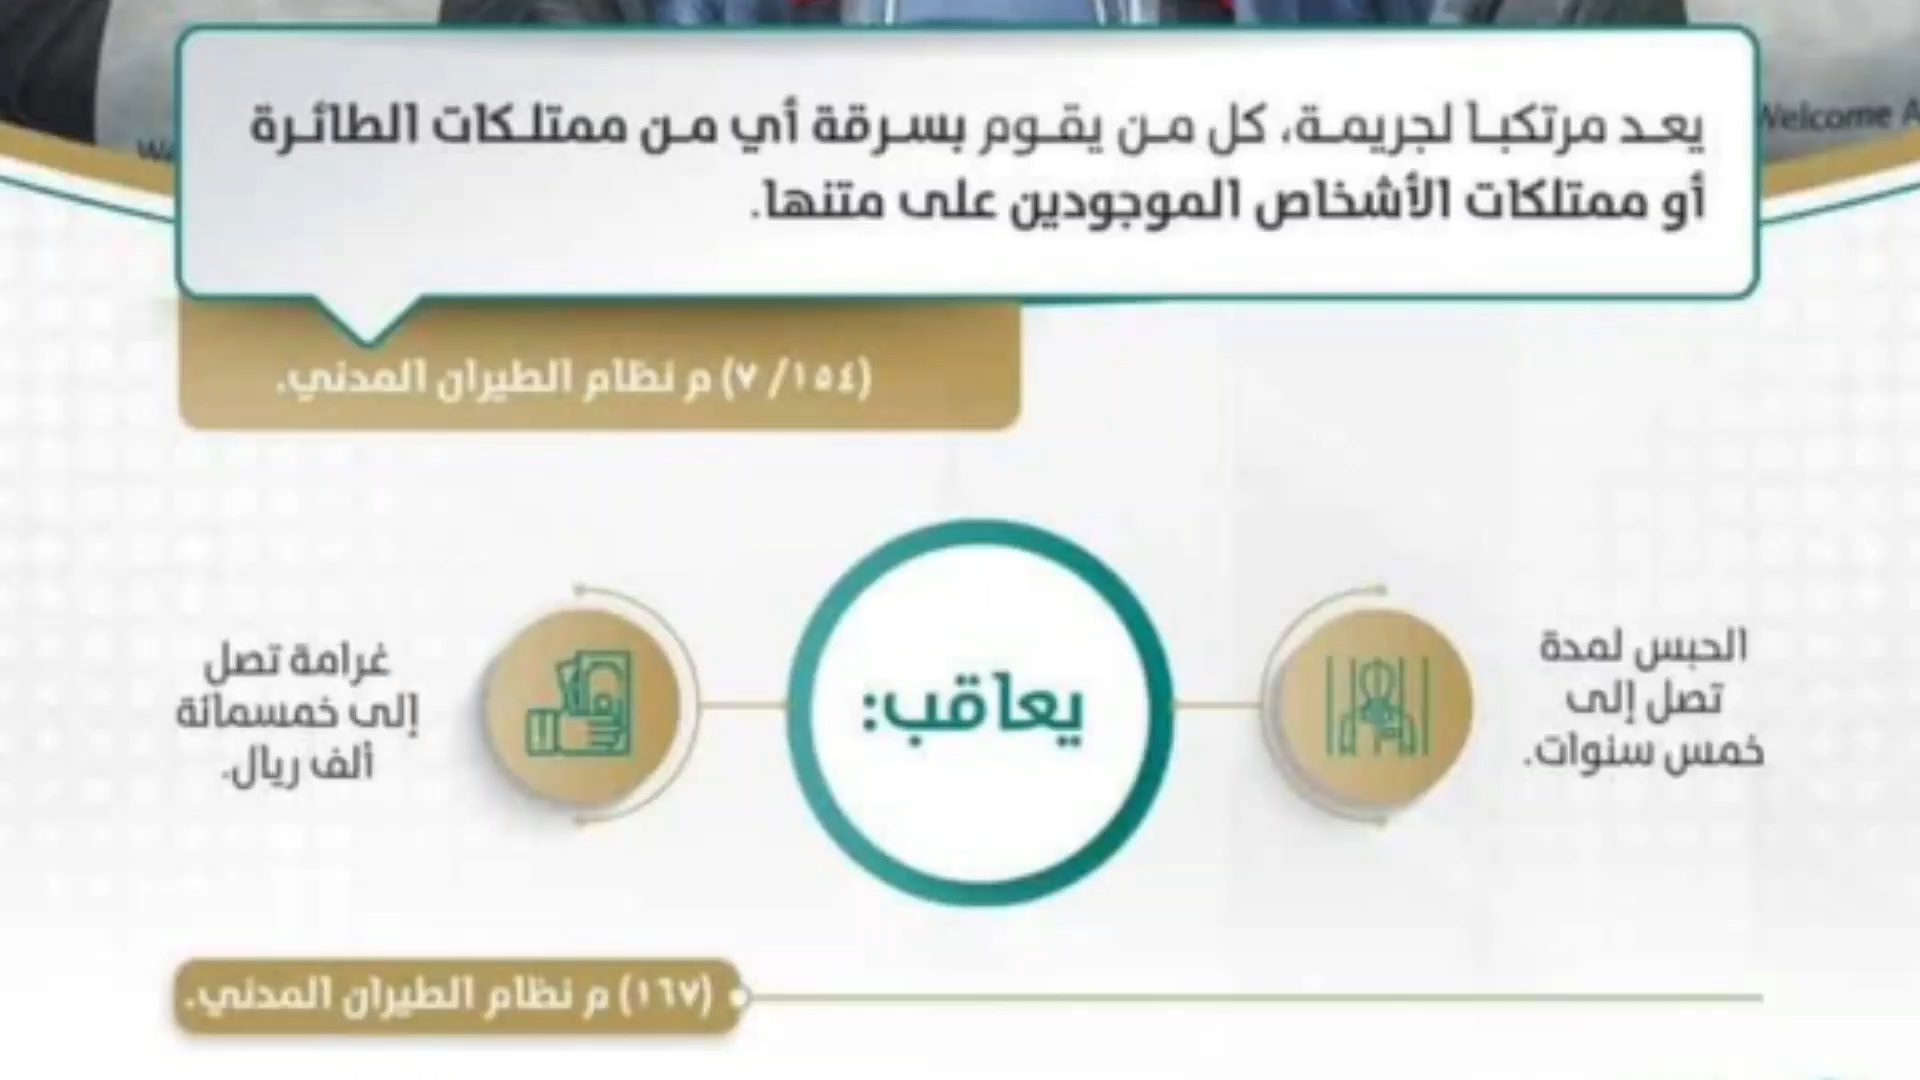 Welcome A
يعد مرتكباً لجريمة، كل من يقوم بسرقة أي من ممتلكات الطائرة
أو ممتلكات الأشخاص الموجودين على متنها.
(١٥٤/ ٧) م نظام الطيران المدني.
يعاقب:
الحبس لمدة
تصل إلى
خمس سنوات.
غرامة تصل
إلى خمسمائة
ألف ريال.
(١٦٧) م نظام الطيران المدني.